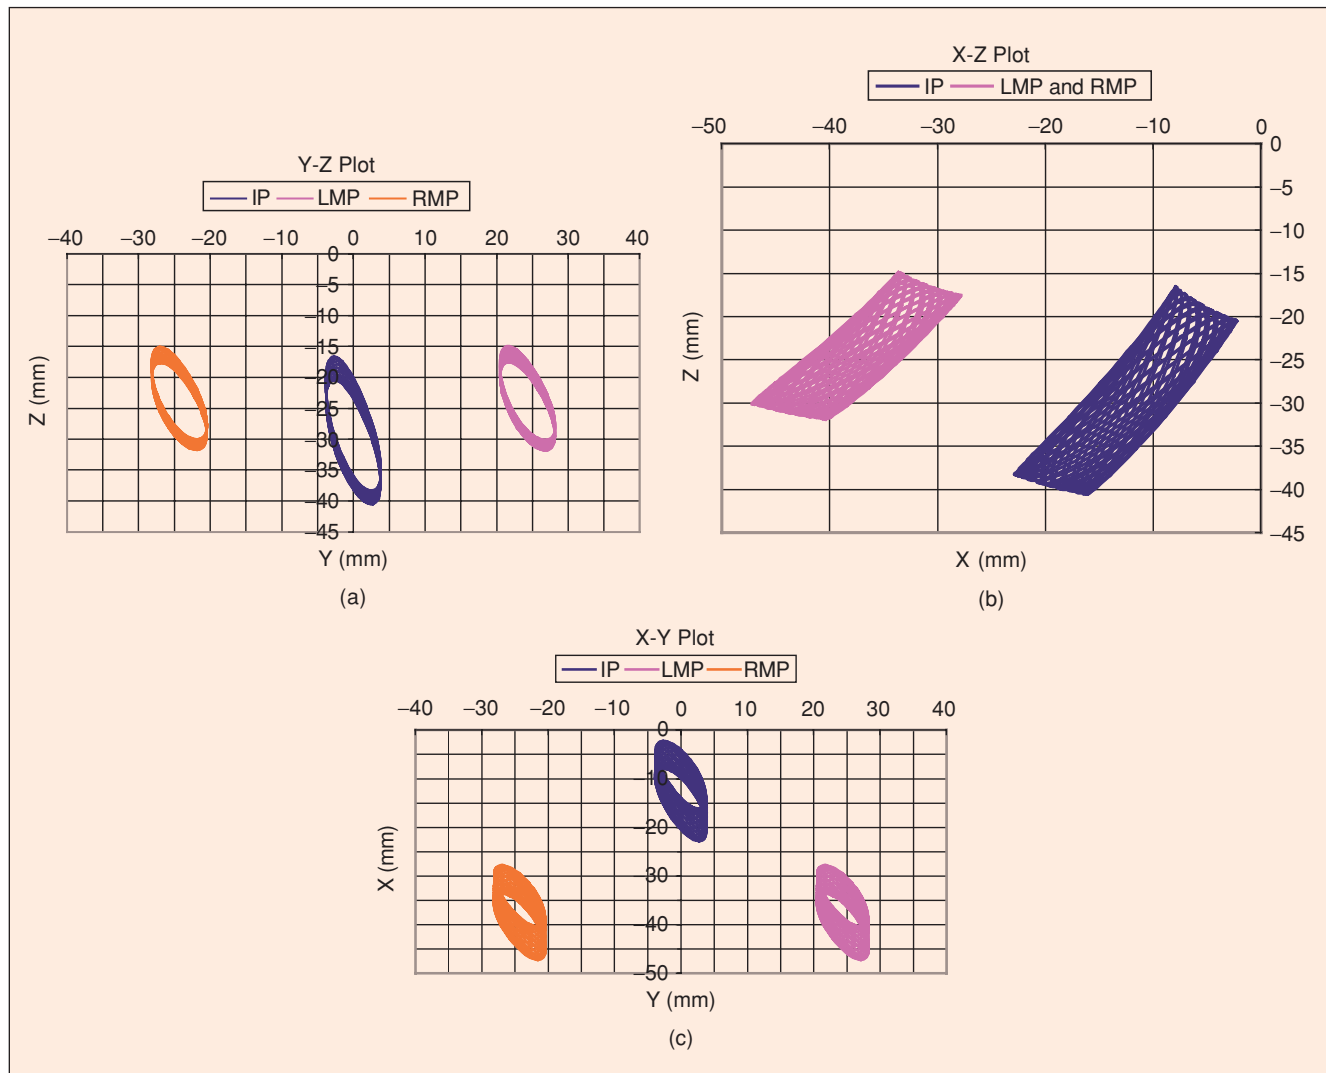 Y-Z Plot
IP LMP RMP
−40 −30 −20 −10 0 10 20 30 40
0
−5
−10
−15
−20
−25
−30
−35
−40
−45
Z (mm)
Y (mm)
(a)
X-Z Plot
IP LMP and RMP
−50 −40 −30 −20 −10 0
0
−5
−10
−15
−20
−25
−30
−35
−40
−45
Z (mm)
X (mm)
(b)
X-Y Plot
IP LMP RMP
−40 −30 −20 −10 0 10 20 30 40
0
−10
−20
−30
−40
−50
X (mm)
Y (mm)
(c)